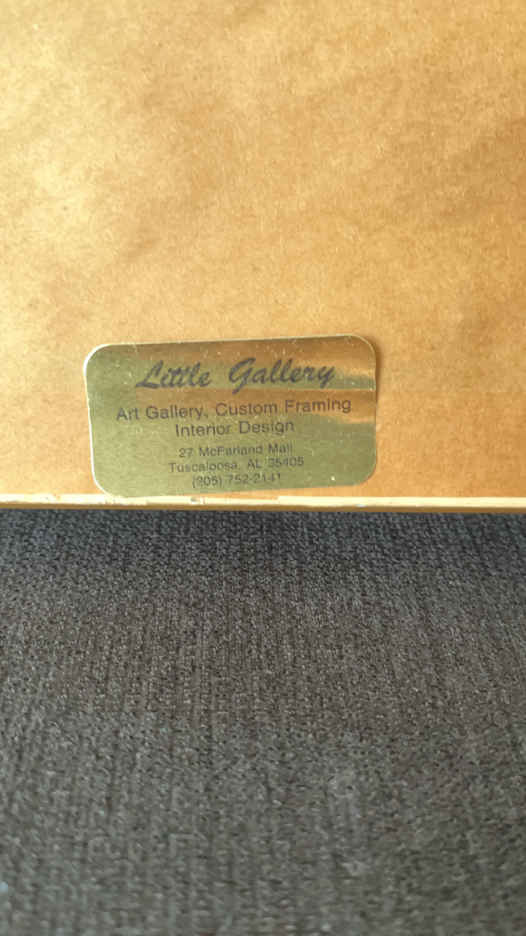 Little Gallery
Art Gallery, Custom Framing
Interior Design
27 McFarland Mall
Tuscaloosa, AL 35405
(205) 752-2141